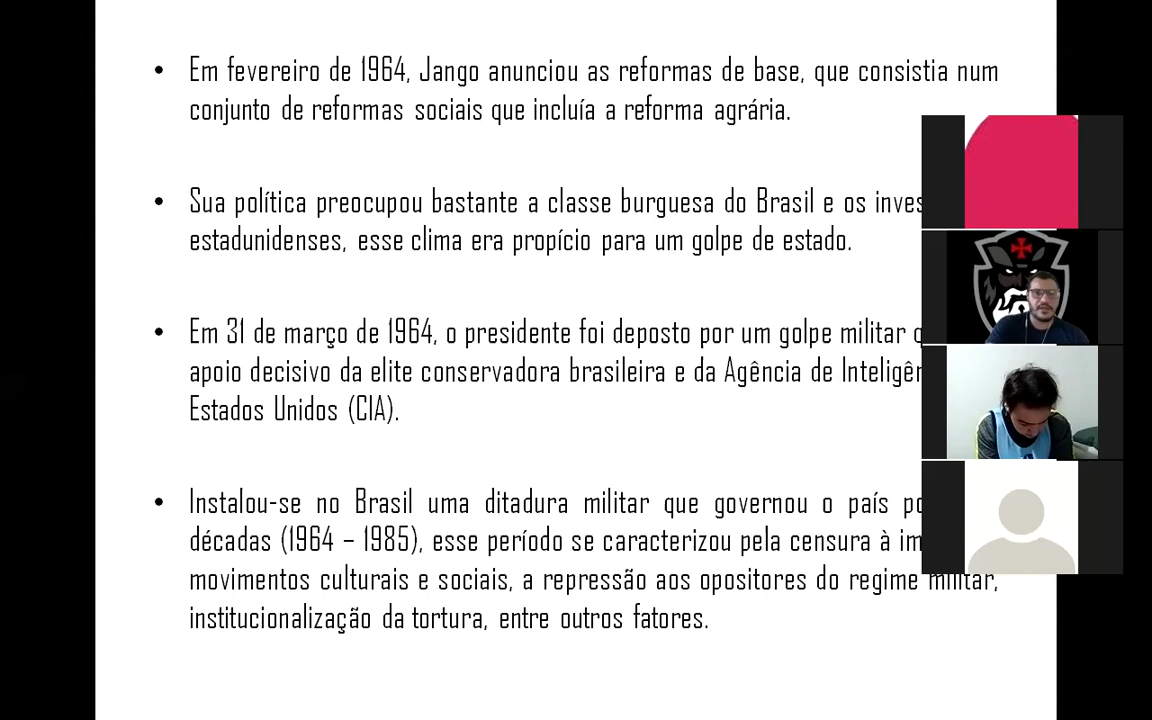 • Em fevereiro de 1964, Jango anunciou as reformas de base, que consistia num
conjunto de reformas sociais que incluía a reforma agrária.
• Sua política preocupou bastante a classe burguesa do Brasil e os
estadunidenses, esse clima era propício para um golpe de estado.
• Em 31 de março de 1964, o presidente foi deposto por um golpe militar
apoio decisivo da elite conservadora brasileira e da Agência de
Estados Unidos (CIA).
• Instalou-se no Brasil uma ditadura militar que governou o país
décadas (1964 – 1985), esse período se caracterizou pela censura à
movimentos culturais e sociais, a repressão aos opositores do regime militar,
institucionalização da tortura, entre outros fatores.